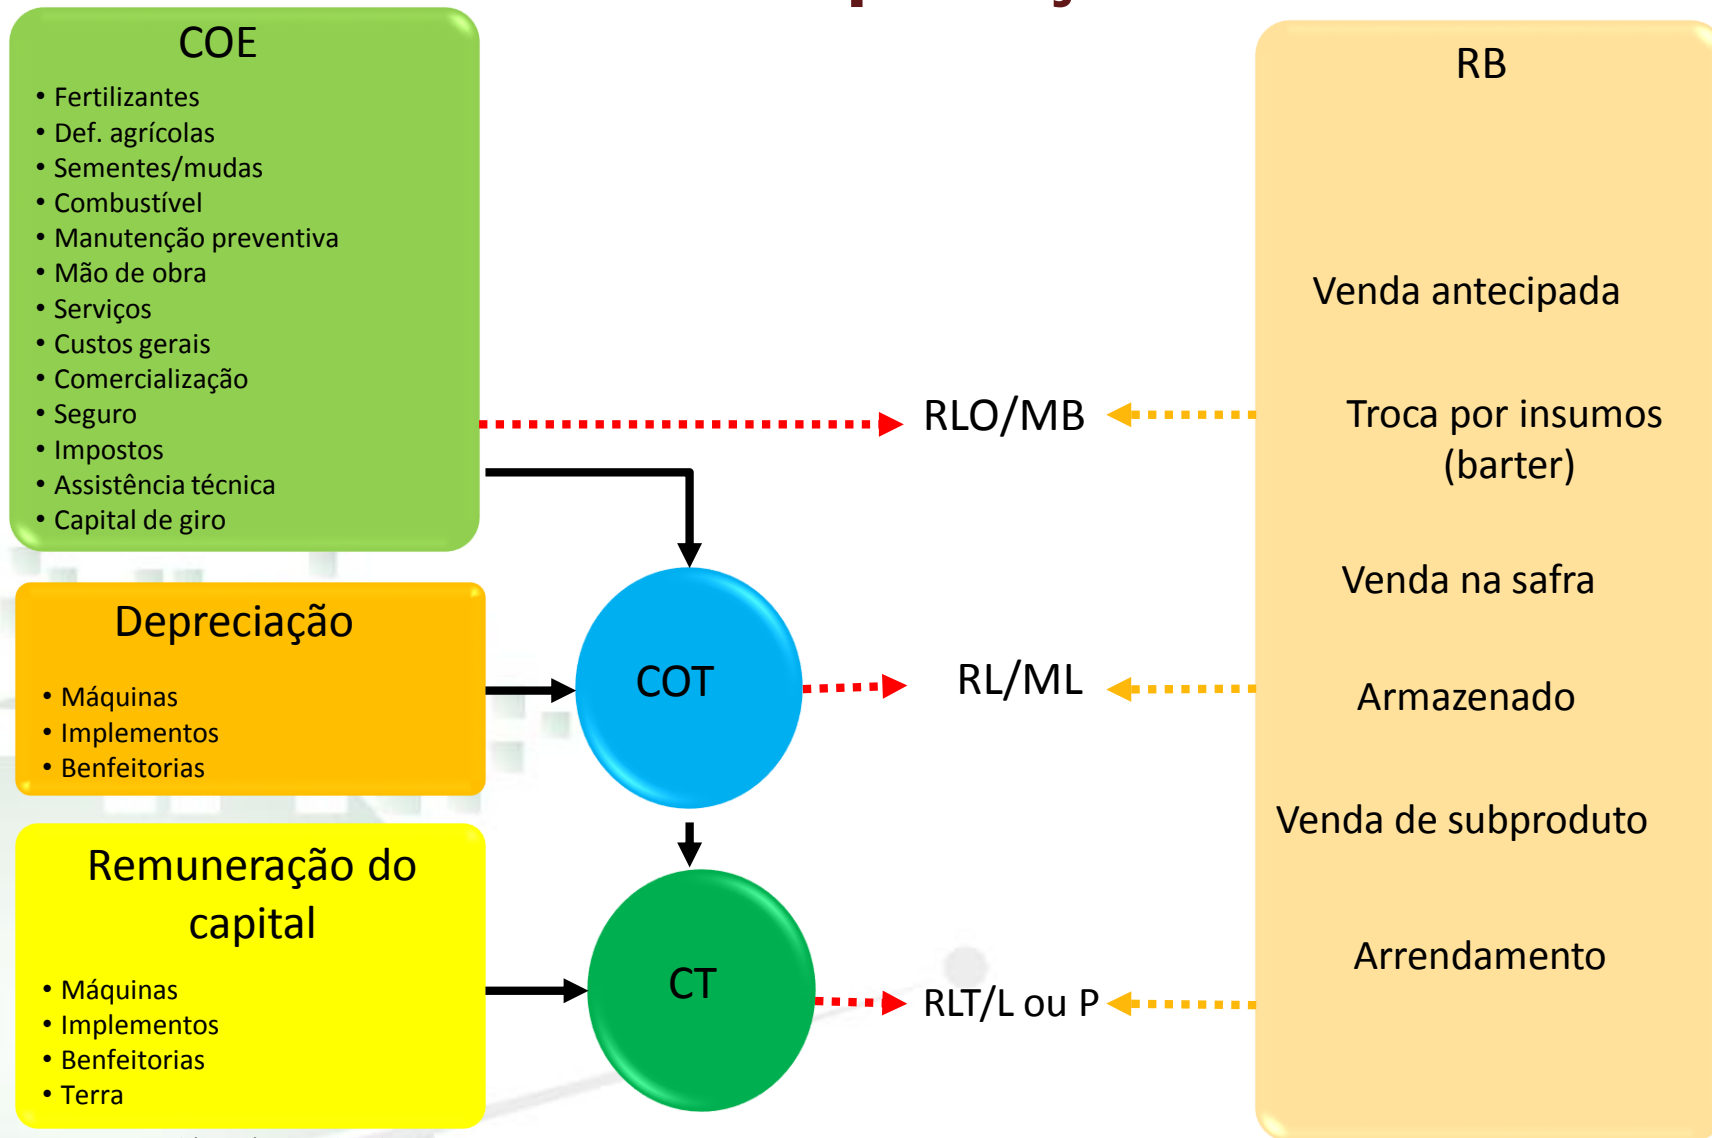 COE
• Fertilizantes
• Def. agrícolas
• Sementes/mudas
• Combustível
• Manutenção preventiva
• Mão de obra
• Serviços
• Custos gerais
• Comercialização
• Seguro
• Impostos
• Assistência técnica
• Capital de giro
Depreciação
• Máquinas
• Implementos
• Benfeitorias
Remuneração do
capital
• Máquinas
• Implementos
• Benfeitorias
• Terra
COT
CT
RLO/MB
RL/ML
RLT/L ou P
RB
Venda antecipada
Troca por insumos
(barter)
Venda na safra
Armazenado
Venda de subproduto
Arrendamento